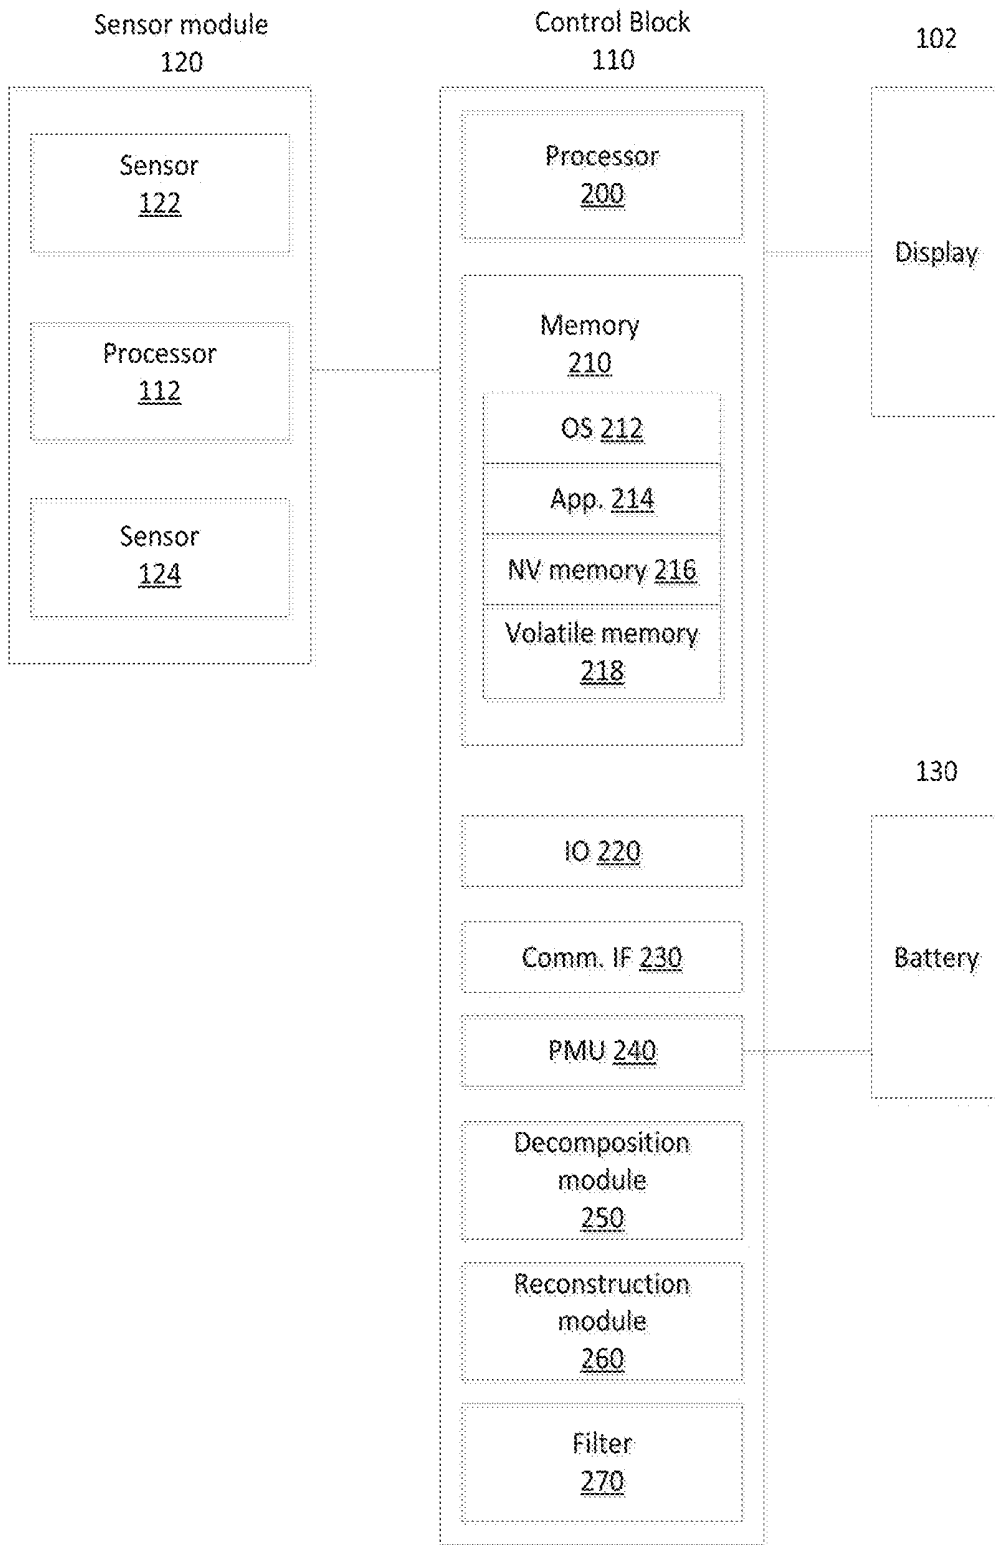 Sensor module
120
Sensor
122
Processor
112
Sensor
124
Control Block
110
Processor
200
Memory
210
OS 212
App. 214
NV memory 216
Volatile memory
218
IO 220
Comm. IF 230
PMU 240
Decomposition
module
250
Reconstruction
module
260
Filter
270
102
Display
130
Battery